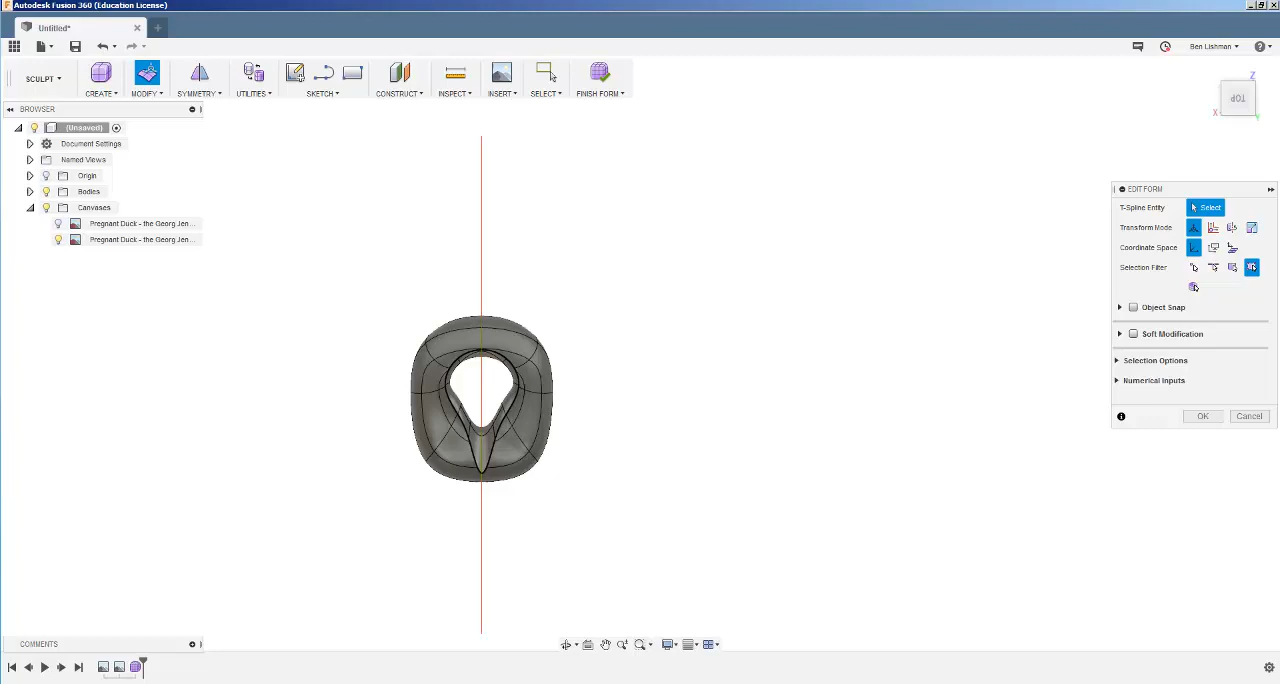 Autodesk Fusion 360 (Education License)
Untitled*
Ben Lishman
SCULPT
CREATE
MODIFY
SYMMETRY
UTILITIES
SKETCH
CONSTRUCT
INSPECT
INSERT
SELECT
FINISH FORM
BROWSER
(Unsaved)
Document Settings
Named Views
Origin
Bodies
Canvases
Pregnant Duck - the Georg Jen...
Pregnant Duck - the Georg Jen...
Z
TOP
X
Y
EDIT FORM
T-Spline Entity
Select
Transform Mode
Coordinate Space
Selection Filter
Object Snap
Soft Modification
Selection Options
Numerical Inputs
OK
Cancel
COMMENTS